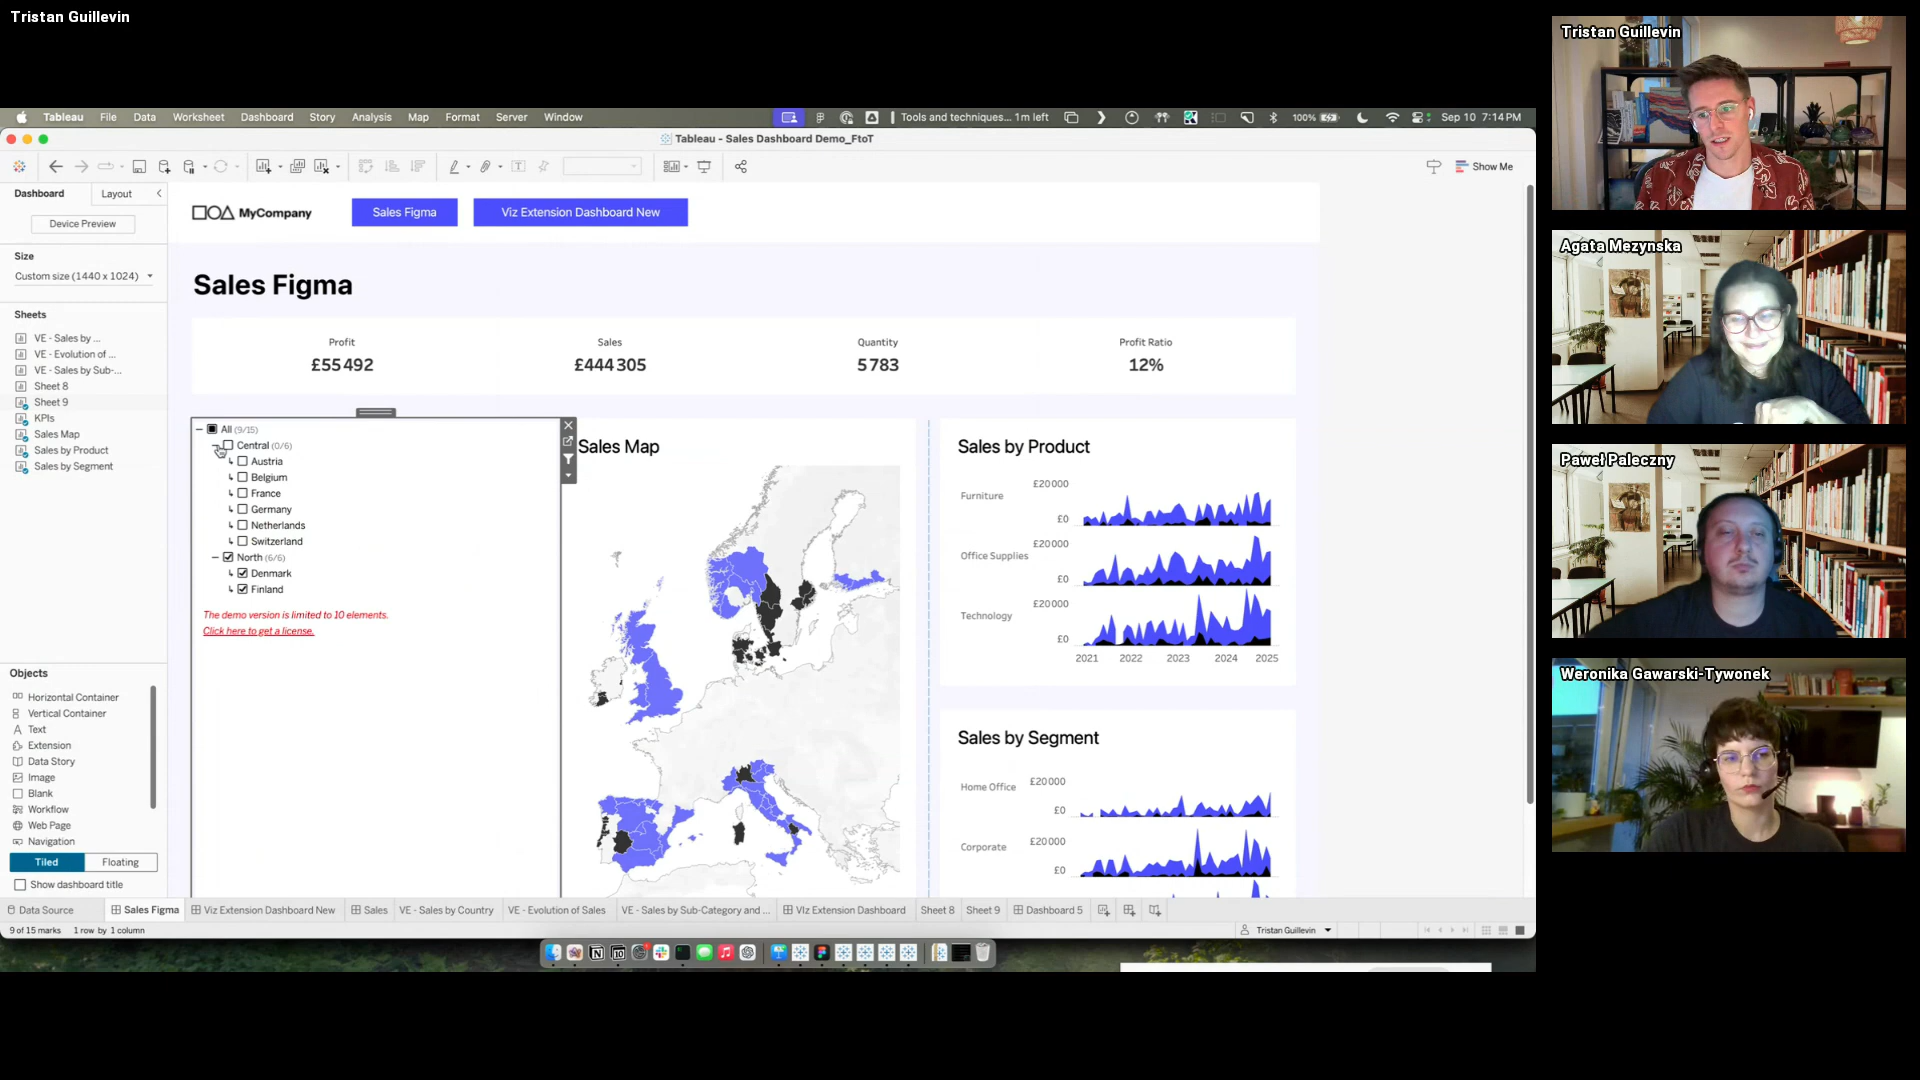 Tristan Guillevin
Tableau File Data Worksheet Dashboard Story Analysis Map Format Server Window
Tools and techniques... 1m left
100%
Sep 10 7:14 PM
Tableau - Sales Dashboard Demo_FtoT
Show Me
Dashboard
Layout
Device Preview
Size
Custom size (1440 x 1024)
Sheets
VE - Sales by ...
VE - Evolution of ...
VE - Sales by Sub-...
Sheet 8
Sheet 9
KPIs
Sales Map
Sales by Product
Sales by Segment
Objects
Horizontal Container
Vertical Container
Text
Extension
Data Story
Image
Blank
Workflow
Web Page
Navigation
Tiled
Floating
Show dashboard title
MyCompany
Sales Figma
Viz Extension Dashboard New
Sales Figma
Profit
£55 492
Sales
£444 305
Quantity
5 783
Profit Ratio
12%
All (9/15)
Central (0/6)
Austria
Belgium
France
Germany
Netherlands
Switzerland
North (6/6)
Denmark
Finland
The demo version is limited to 10 elements.
Click here to get a license.
Sales Map
Sales by Product
Furniture
£20 000
£0
Office Supplies
£20 000
£0
Technology
£20 000
£0
2021 2022 2023 2024 2025
Sales by Segment
Home Office
£20 000
£0
Corporate
£20 000
£0
Data Source
Sales Figma
Viz Extension Dashboard New
Sales
VE - Sales by Country
VE - Evolution of Sales
VE - Sales by Sub-Category and ...
VIz Extension Dashboard
Sheet 8
Sheet 9
Dashboard 5
9 of 15 marks 1 row by 1 column
Tristan Guillevin
Tristan Guillevin
Agata Mezynska
Paweł Paleczny
Weronika Gawarski-Tywonek